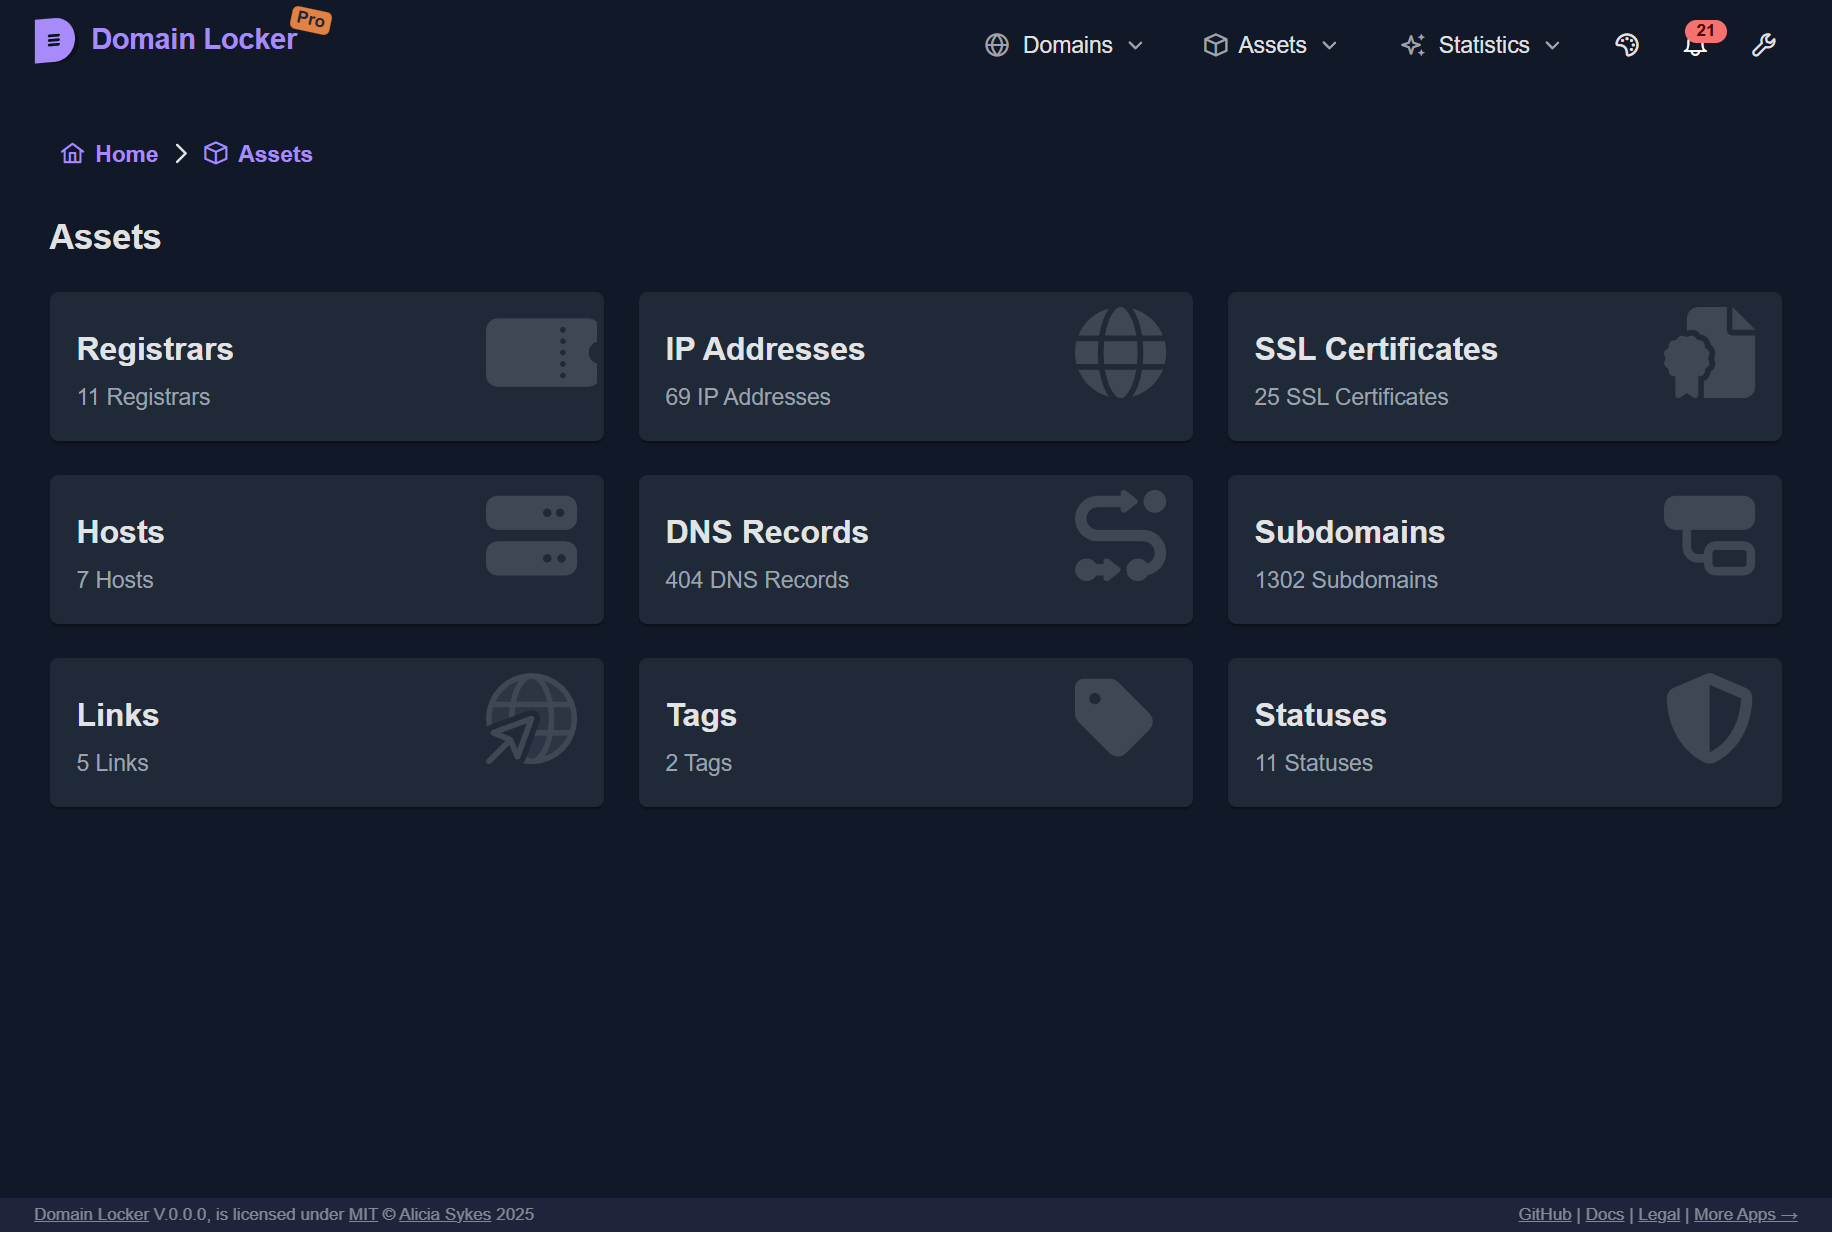 Domain Locker Pro
Domains
Assets
Statistics
21
Home
Assets
Assets
Registrars
11 Registrars
IP Addresses
69 IP Addresses
SSL Certificates
25 SSL Certificates
Hosts
7 Hosts
DNS Records
404 DNS Records
Subdomains
1302 Subdomains
Links
5 Links
Tags
2 Tags
Statuses
11 Statuses
Domain Locker V.0.0.0, is licensed under MIT © Alicia Sykes 2025
GitHub | Docs | Legal | More Apps →